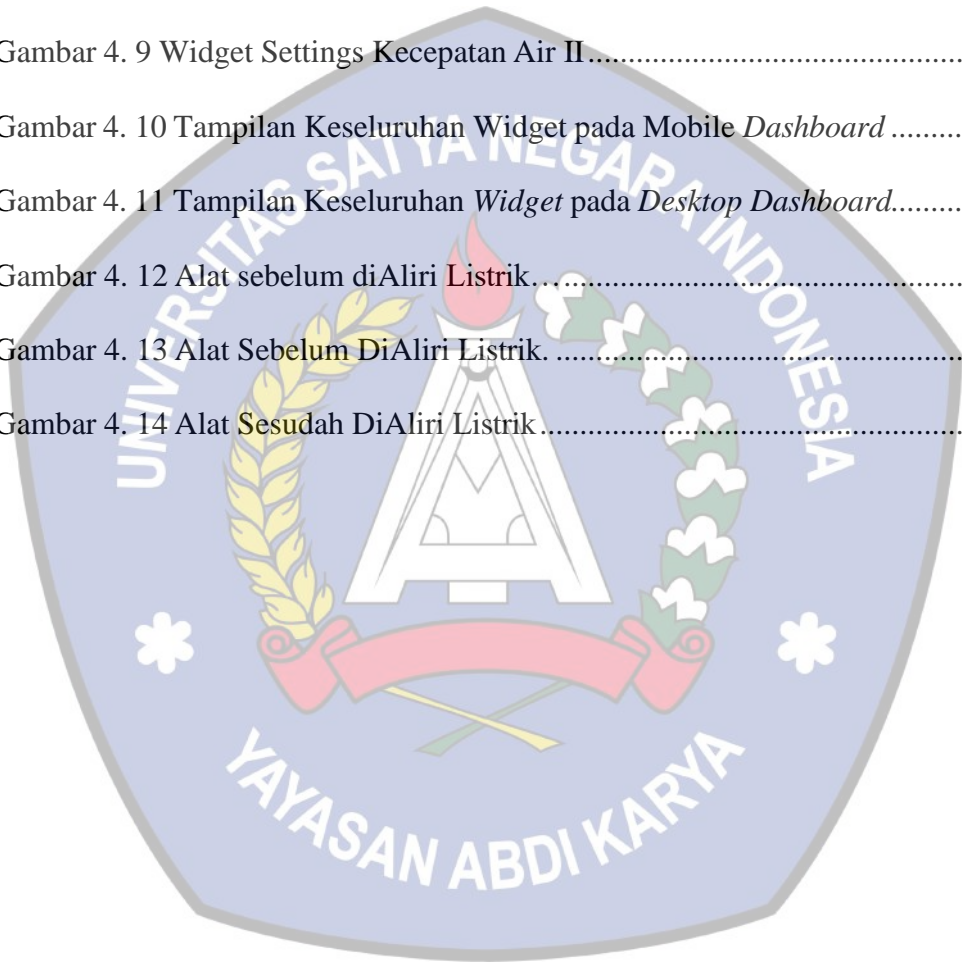 Gambar 4. 9 Widget Settings Kecepatan Air II..............................................
Gambar 4. 10 Tampilan Keseluruhan Widget pada Mobile Dashboard .........
Gambar 4. 11 Tampilan Keseluruhan Widget pada Desktop Dashboard.........
Gambar 4. 12 Alat sebelum diAliri Listrik....................................................
Gambar 4. 13 Alat Sebelum DiAliri Listrik. .................................................
Gambar 4. 14 Alat Sesudah DiAliri Listrik ...................................................
UNIVERSITAS SATYA NEGARA INDONESIA
YAYASAN ABDI KARYA